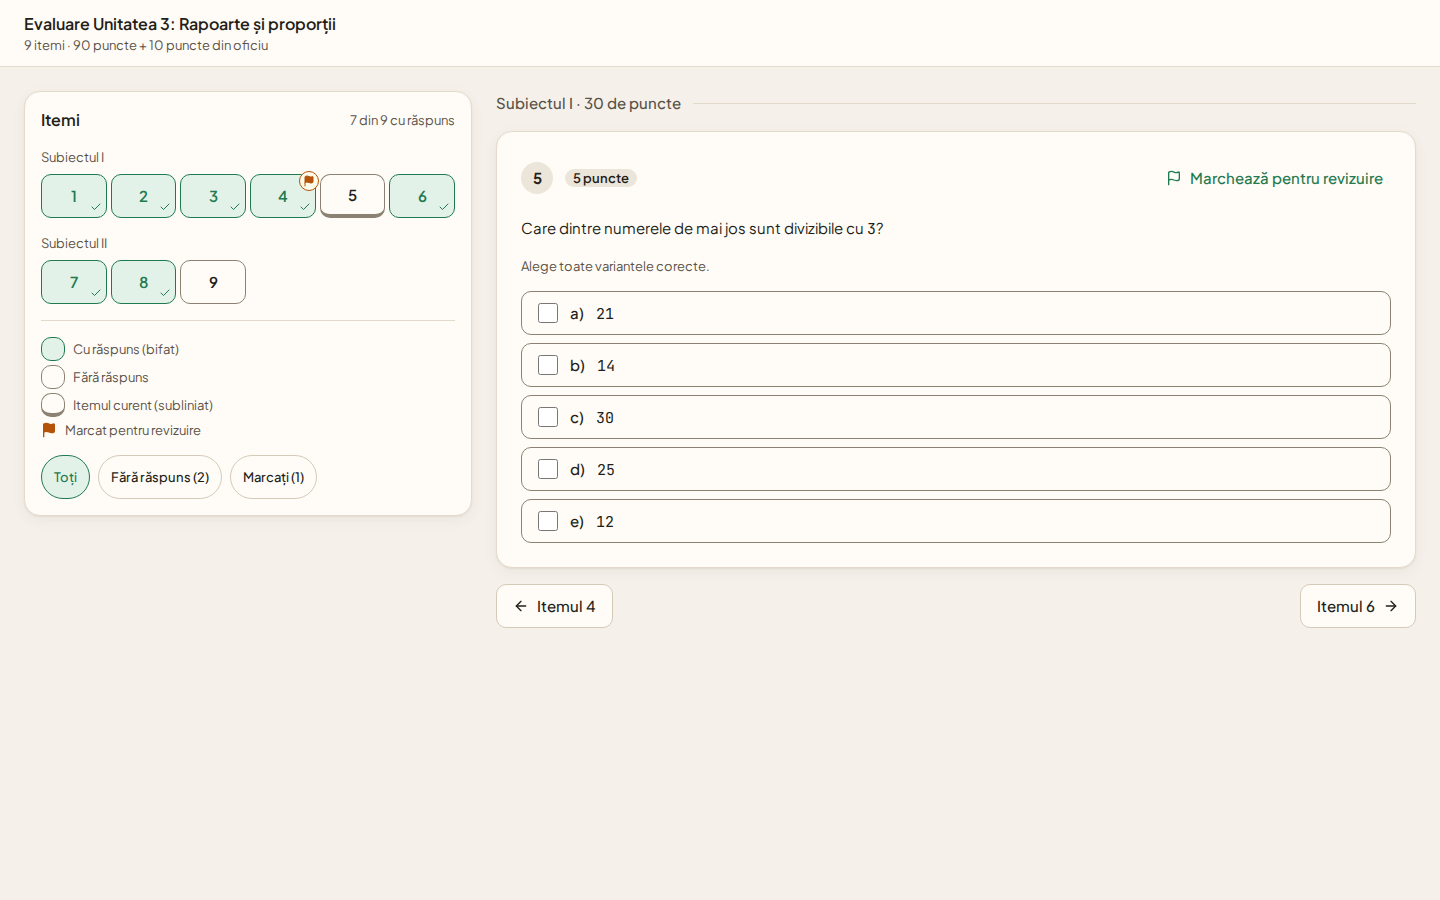 Evaluare Unitatea 3: Rapoarte și proporții
9 itemi · 90 puncte + 10 puncte din oficiu
Itemi
7 din 9 cu răspuns
Subiectul I
1
2
3
4
5
6
Subiectul II
7
8
9
Cu răspuns (bifat)
Fără răspuns
Itemul curent (subliniat)
Marcat pentru revizuire
Toți
Fără răspuns (2)
Marcați (1)
Subiectul I · 30 de puncte
5
5 puncte
Marchează pentru revizuire
Care dintre numerele de mai jos sunt divizibile cu 3?
Alege toate variantele corecte.
a) 21
b) 14
c) 30
d) 25
e) 12
Itemul 4
Itemul 6